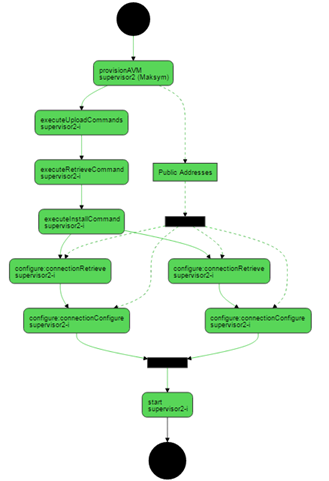 provisionAVM
supervisor2 (Maksym)
executeUploadCommands
supervisor2-i
executeRetrieveCommand
supervisor2-i
Public Addresses
executeInstallCommand
supervisor2-i
configure:connectionRetrieve
supervisor2-i
configure:connectionRetrieve
supervisor2-i
configure:connectionConfigure
supervisor2-i
configure:connectionConfigure
supervisor2-i
start
supervisor2-i